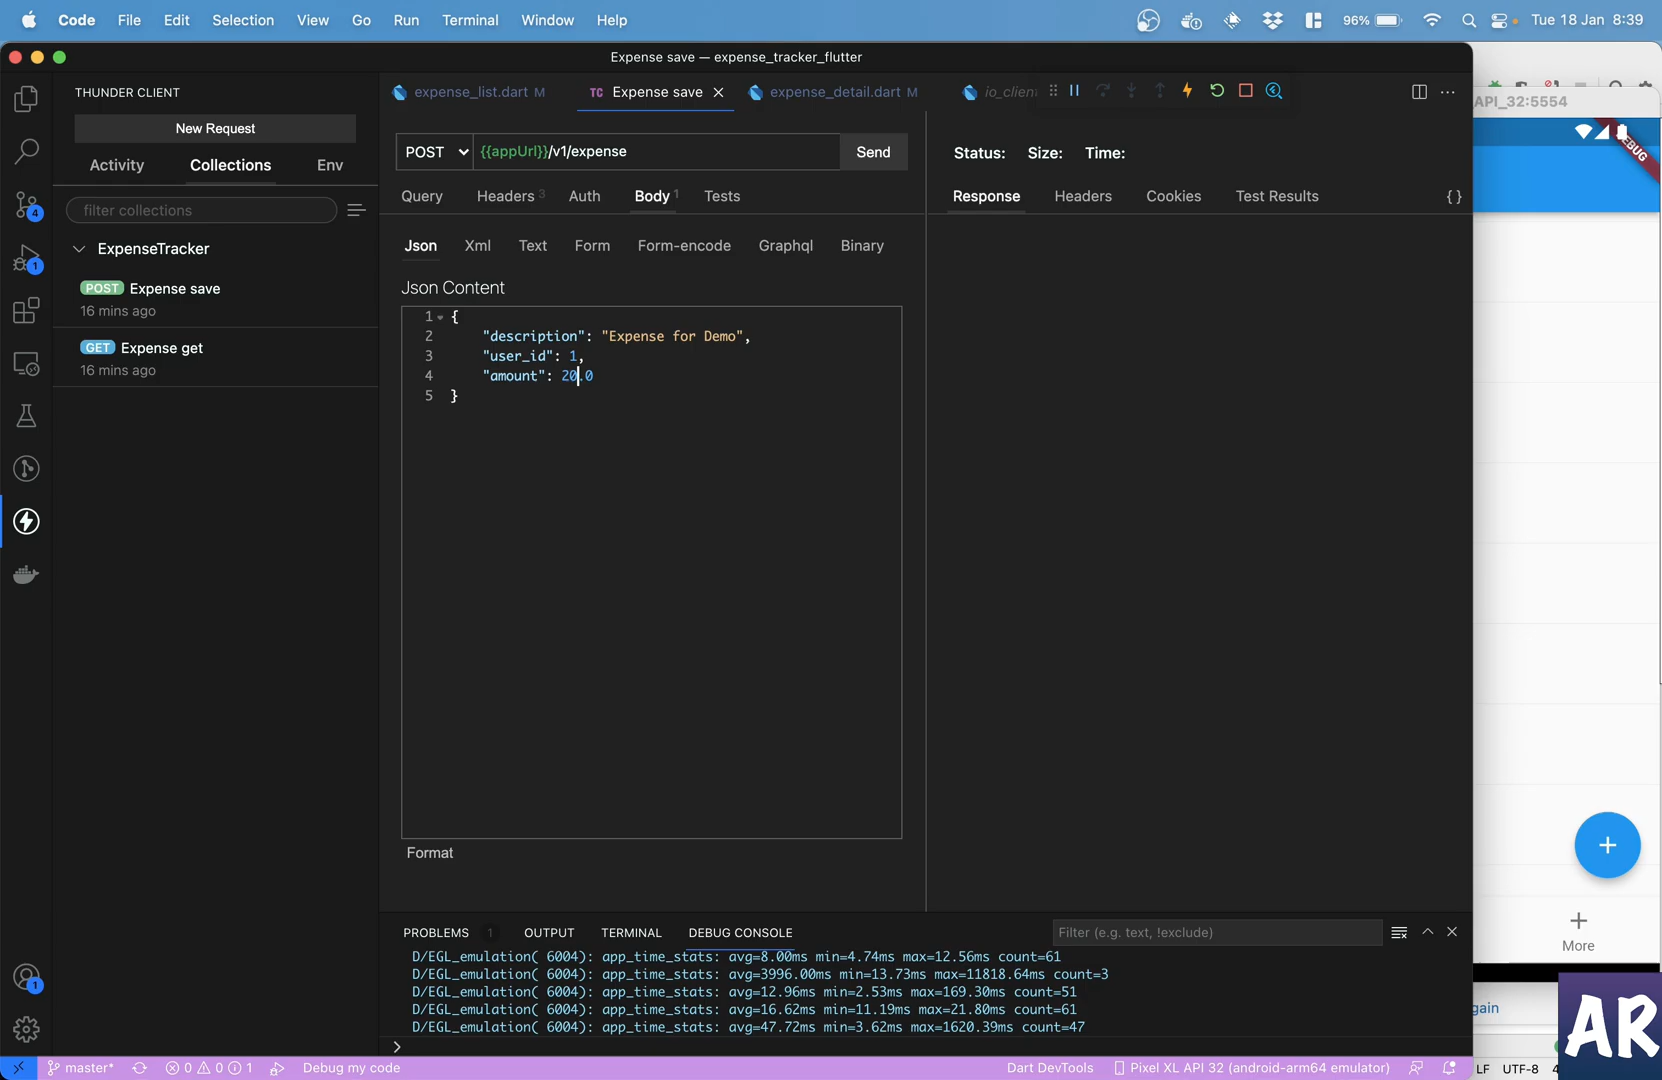 Code File Edit Selection View Go Run Terminal Window Help 96% Tue 18 Jan 8:39
Expense save — expense_tracker_flutter
THUNDER CLIENT
New Request
Activity Collections Env
filter collections
ExpenseTracker
POST Expense save
16 mins ago
GET Expense get
16 mins ago
4
1
1
expense_list.dart M
TC Expense save
expense_detail.dart M
io_clien
POST {{appUrl}}/v1/expense Send
Query Headers 3 Auth Body 1 Tests
Json Xml Text Form Form-encode Graphql Binary
Json Content
1 {
2 "description": "Expense for Demo",
3 "user_id": 1,
4 "amount": 20.0
5 }
Format
Status: Size: Time:
Response Headers Cookies Test Results { }
PROBLEMS 1 OUTPUT TERMINAL DEBUG CONSOLE Filter (e.g. text, !exclude)
D/EGL_emulation( 6004): app_time_stats: avg=8.00ms min=4.74ms max=12.56ms count=61
D/EGL_emulation( 6004): app_time_stats: avg=3996.00ms min=13.73ms max=11818.64ms count=3
D/EGL_emulation( 6004): app_time_stats: avg=12.96ms min=2.53ms max=169.30ms count=51
D/EGL_emulation( 6004): app_time_stats: avg=16.62ms min=11.19ms max=21.80ms count=61
D/EGL_emulation( 6004): app_time_stats: avg=47.72ms min=3.62ms max=1620.39ms count=47
master* 0 0 1 Debug my code Dart DevTools Pixel XL API 32 (android-arm64 emulator)
API_32:5554
DEBUG
+
More
gain
LF UTF-8 4
AR